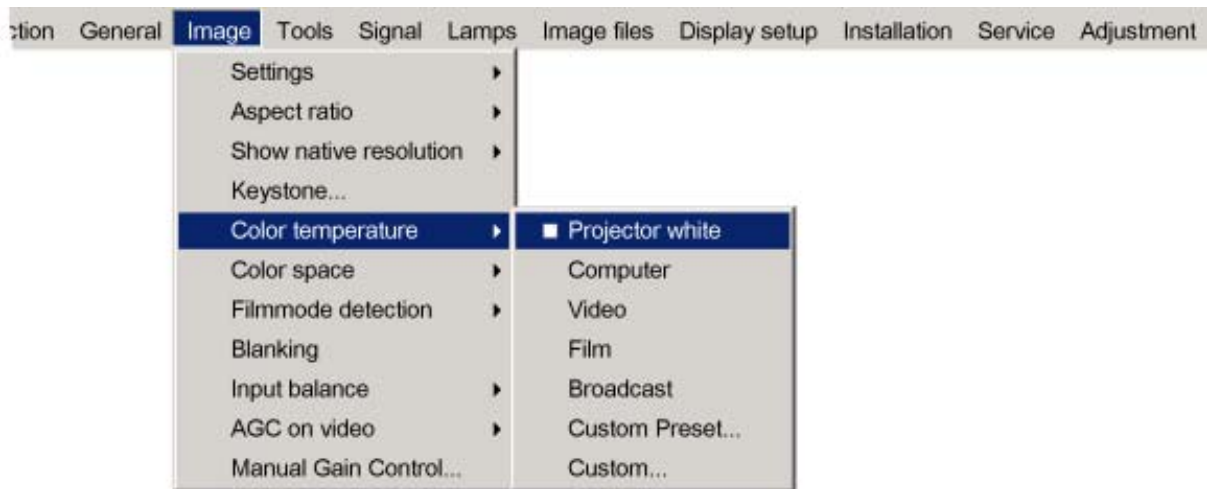 ction General Image Tools Signal Lamps Image files Display setup Installation Service Adjustment
Settings
Aspect ratio
Show native resolution
Keystone...
Color temperature
Projector white
Color space
Computer
Filmmode detection
Video
Blanking
Film
Input balance
Broadcast
AGC on video
Custom Preset...
Manual Gain Control...
Custom...